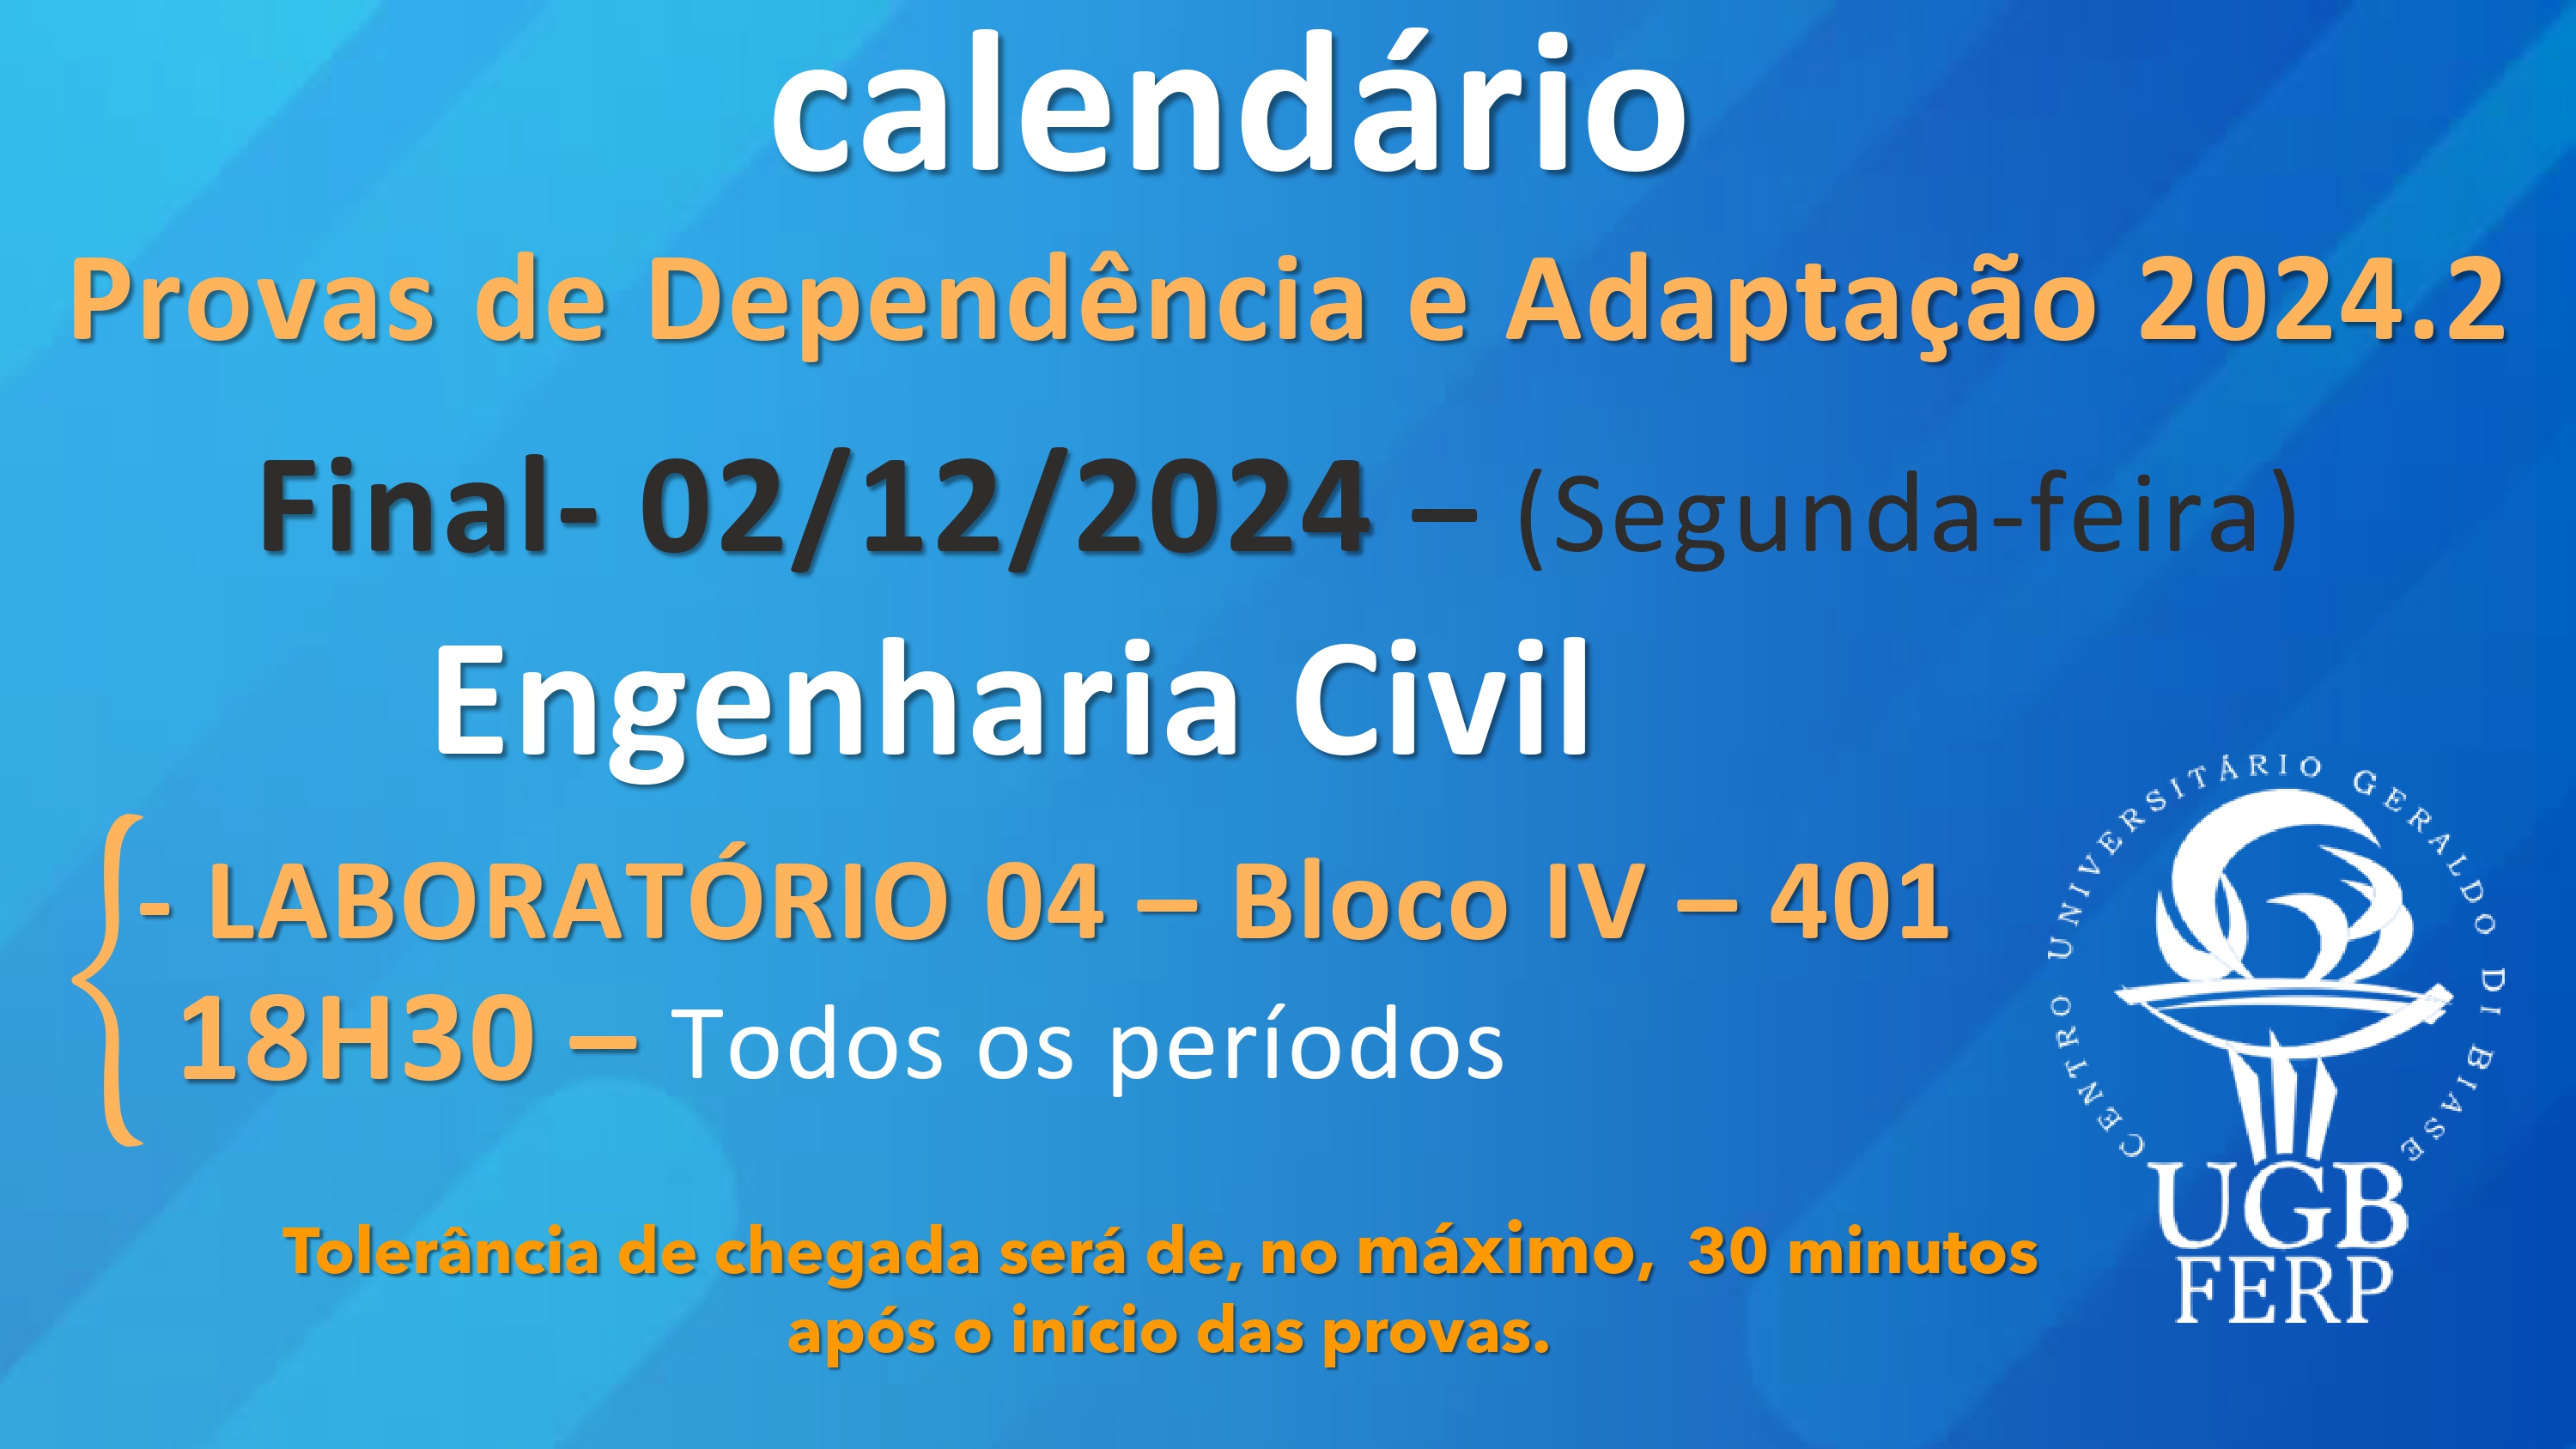 calendário
Provas de Dependência e Adaptação 2024.2
Final- 02/12/2024 – (Segunda-feira)
Engenharia Civil
- LABORATÓRIO 04 – Bloco IV – 401
18H30 – Todos os períodos
CENTRO UNIVERSITÁRIO GERALDO DI BIASE
UGB
FERP
Tolerância de chegada será de, no máximo, 30 minutos
após o início das provas.